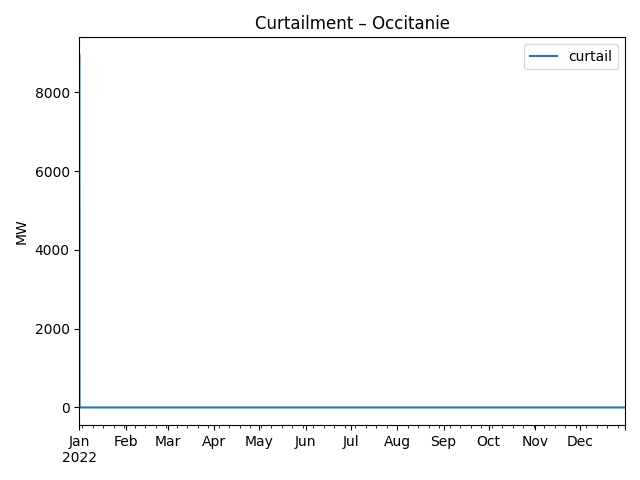 Curtailment – Occitanie
curtail
8000
6000
4000
2000
0
MW
Jan Feb Mar Apr May Jun Jul Aug Sep Oct Nov Dec
2022